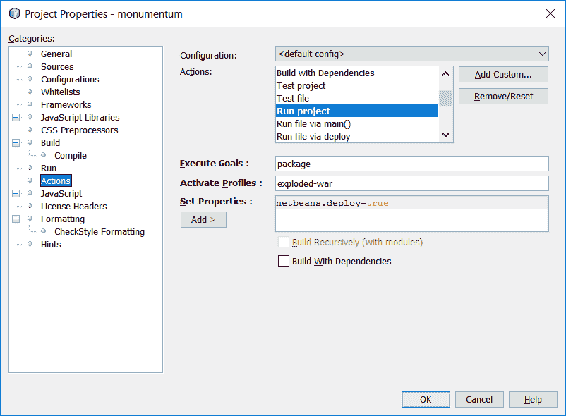 Project Properties - monumentum
Categories:
General
Sources
Configurations
Whitelists
Frameworks
JavaScript Libraries
CSS Preprocessors
Build
Compile
Run
Actions
JavaScript
License Headers
Formatting
CheckStyle Formatting
Hints
Configuration:
<default config>
Actions:
Build with Dependencies
Test project
Test file
Run project
Run file via main()
Run file via deploy
Add Custom...
Remove/Reset
Execute Goals :
package
Activate Profiles :
exploded-war
Set Properties :
netbeans.deploy=true
Add >
Build Recursively (with modules)
Build With Dependencies
OK
Cancel
Help